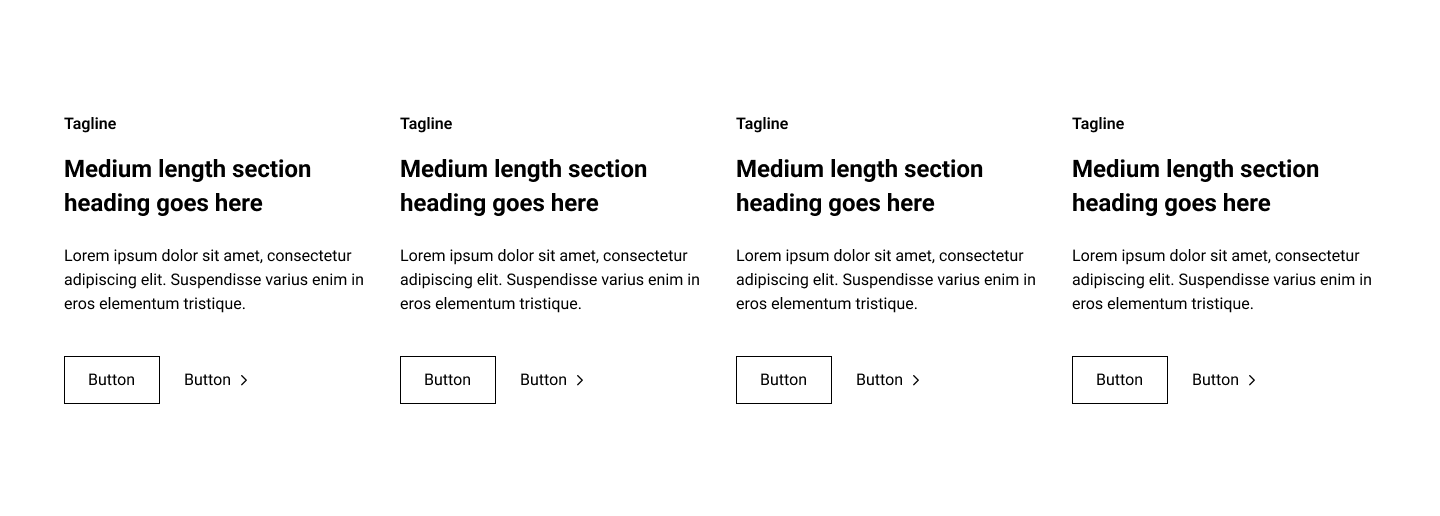 Tagline
Medium length section
heading goes here
Lorem ipsum dolor sit amet, consectetur
adipiscing elit. Suspendisse varius enim in
eros elementum tristique.
Button
Button
Tagline
Medium length section
heading goes here
Lorem ipsum dolor sit amet, consectetur
adipiscing elit. Suspendisse varius enim in
eros elementum tristique.
Button
Button
Tagline
Medium length section
heading goes here
Lorem ipsum dolor sit amet, consectetur
adipiscing elit. Suspendisse varius enim in
eros elementum tristique.
Button
Button
Tagline
Medium length section
heading goes here
Lorem ipsum dolor sit amet, consectetur
adipiscing elit. Suspendisse varius enim in
eros elementum tristique.
Button
Button